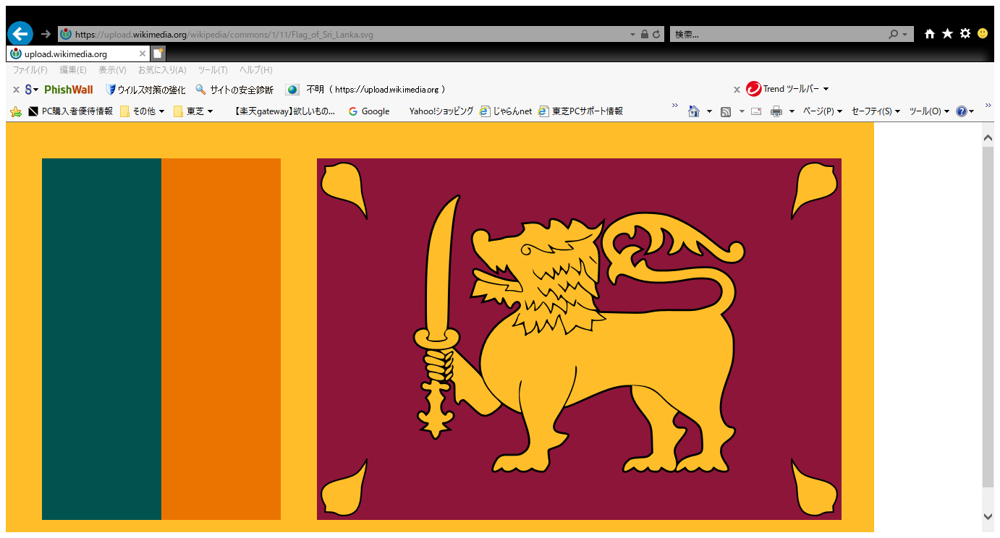 https://upload.wikimedia.org/wikipedia/commons/1/11/Flag_of_Sri_Lanka.svg 検索...
upload.wikimedia.org
ファイル(F) 編集(E) 表示(V) お気に入り(A) ツール(T) ヘルプ(H)
x S PhishWall ウイルス対策の強化 サイトの安全診断 不明 ( https://upload.wikimedia.org ) x Trend ツールバー
PC購入者優待情報 その他 東芝 【楽天gateway】欲しいもの... G Google Yahoo!ショッピング じゃらんnet 東芝PCサポート情報 » ページ(P) セーフティ(S) ツール(O) »